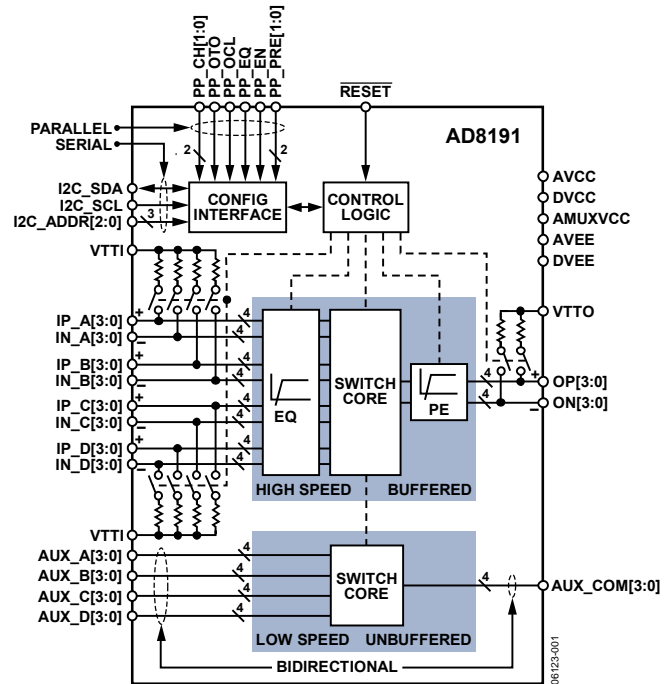 PP_CH[1:0]
PP_OTO
PP_OCL
PP_EQ
PP_EN
PP_PRE[1:0]
RESET
PARALLEL
SERIAL
AD8191
2
2
I2C_SDA
I2C_SCL
I2C_ADDR[2:0]
3
CONFIG
INTERFACE
CONTROL
LOGIC
AVCC
DVCC
AMUXVCC
AVEE
DVEE
VTTI
VTTO
+
IP_A[3:0]
4
IN_A[3:0]
–
4
+
IP_B[3:0]
4
IN_B[3:0]
–
4
+
IP_C[3:0]
4
IN_C[3:0]
–
4
+
IP_D[3:0]
4
IN_D[3:0]
–
4
EQ
SWITCH
CORE
PE
4
+
OP[3:0]
4
–
ON[3:0]
HIGH SPEED
BUFFERED
VTTI
AUX_A[3:0]
4
AUX_B[3:0]
4
AUX_C[3:0]
4
AUX_D[3:0]
4
SWITCH
CORE
4
AUX_COM[3:0]
LOW SPEED
UNBUFFERED
BIDIRECTIONAL
06123-001